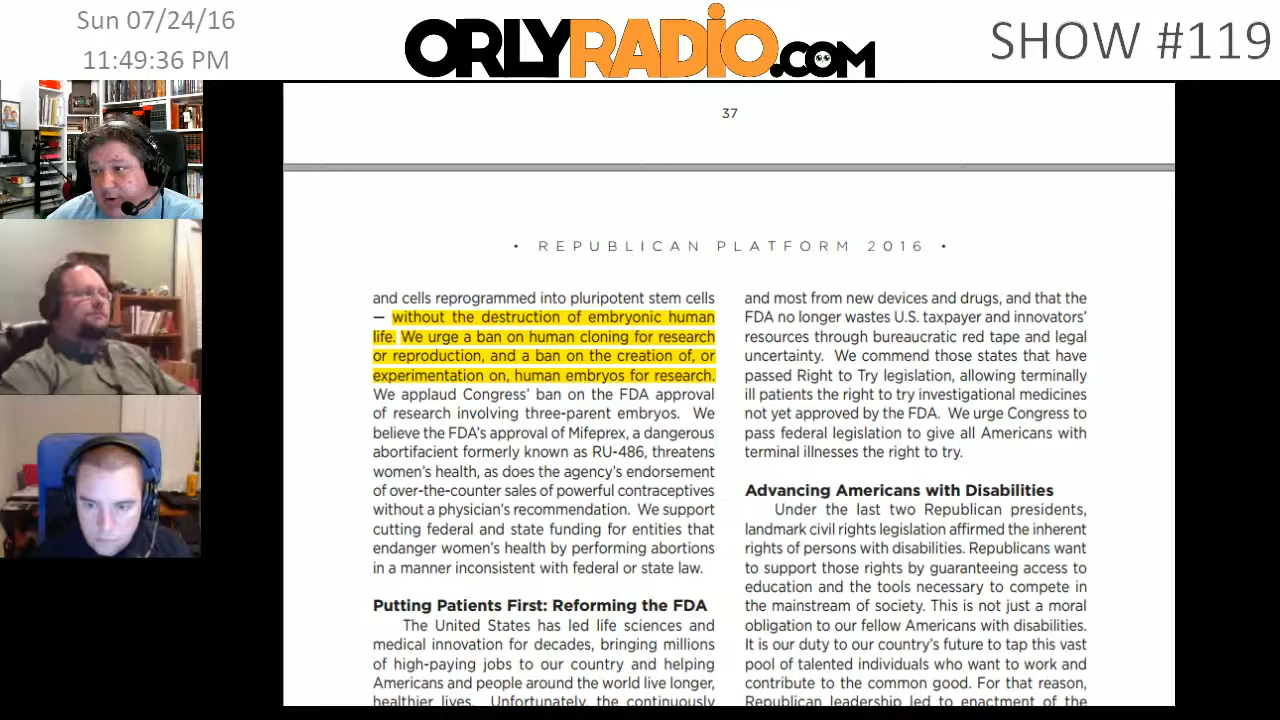 Sun 07/24/16
11:49:36 PM
ORLYRADIO.COM
SHOW #119
37
• REPUBLICAN PLATFORM 2016 •
and cells reprogrammed into pluripotent stem cells
— without the destruction of embryonic human
life. We urge a ban on human cloning for research
or reproduction, and a ban on the creation of, or
experimentation on, human embryos for research.
We applaud Congress’ ban on the FDA approval
of research involving three-parent embryos. We
believe the FDA’s approval of Mifeprex, a dangerous
abortifacient formerly known as RU-486, threatens
women’s health, as does the agency’s endorsement
of over-the-counter sales of powerful contraceptives
without a physician’s recommendation. We support
cutting federal and state funding for entities that
endanger women’s health by performing abortions
in a manner inconsistent with federal or state law.
Putting Patients First: Reforming the FDA
The United States has led life sciences and
medical innovation for decades, bringing millions
of high-paying jobs to our country and helping
Americans and people around the world live longer,
healthier lives. Unfortunately, the continuously
and most from new devices and drugs, and that the
FDA no longer wastes U.S. taxpayer and innovators’
resources through bureaucratic red tape and legal
uncertainty. We commend those states that have
passed Right to Try legislation, allowing terminally
ill patients the right to try investigational medicines
not yet approved by the FDA. We urge Congress to
pass federal legislation to give all Americans with
terminal illnesses the right to try.
Advancing Americans with Disabilities
Under the last two Republican presidents,
landmark civil rights legislation affirmed the inherent
rights of persons with disabilities. Republicans want
to support those rights by guaranteeing access to
education and the tools necessary to compete in
the mainstream of society. This is not just a moral
obligation to our fellow Americans with disabilities.
It is our duty to our country’s future to tap this vast
pool of talented individuals who want to work and
contribute to the common good. For that reason,
Republican leadership led to enactment of the